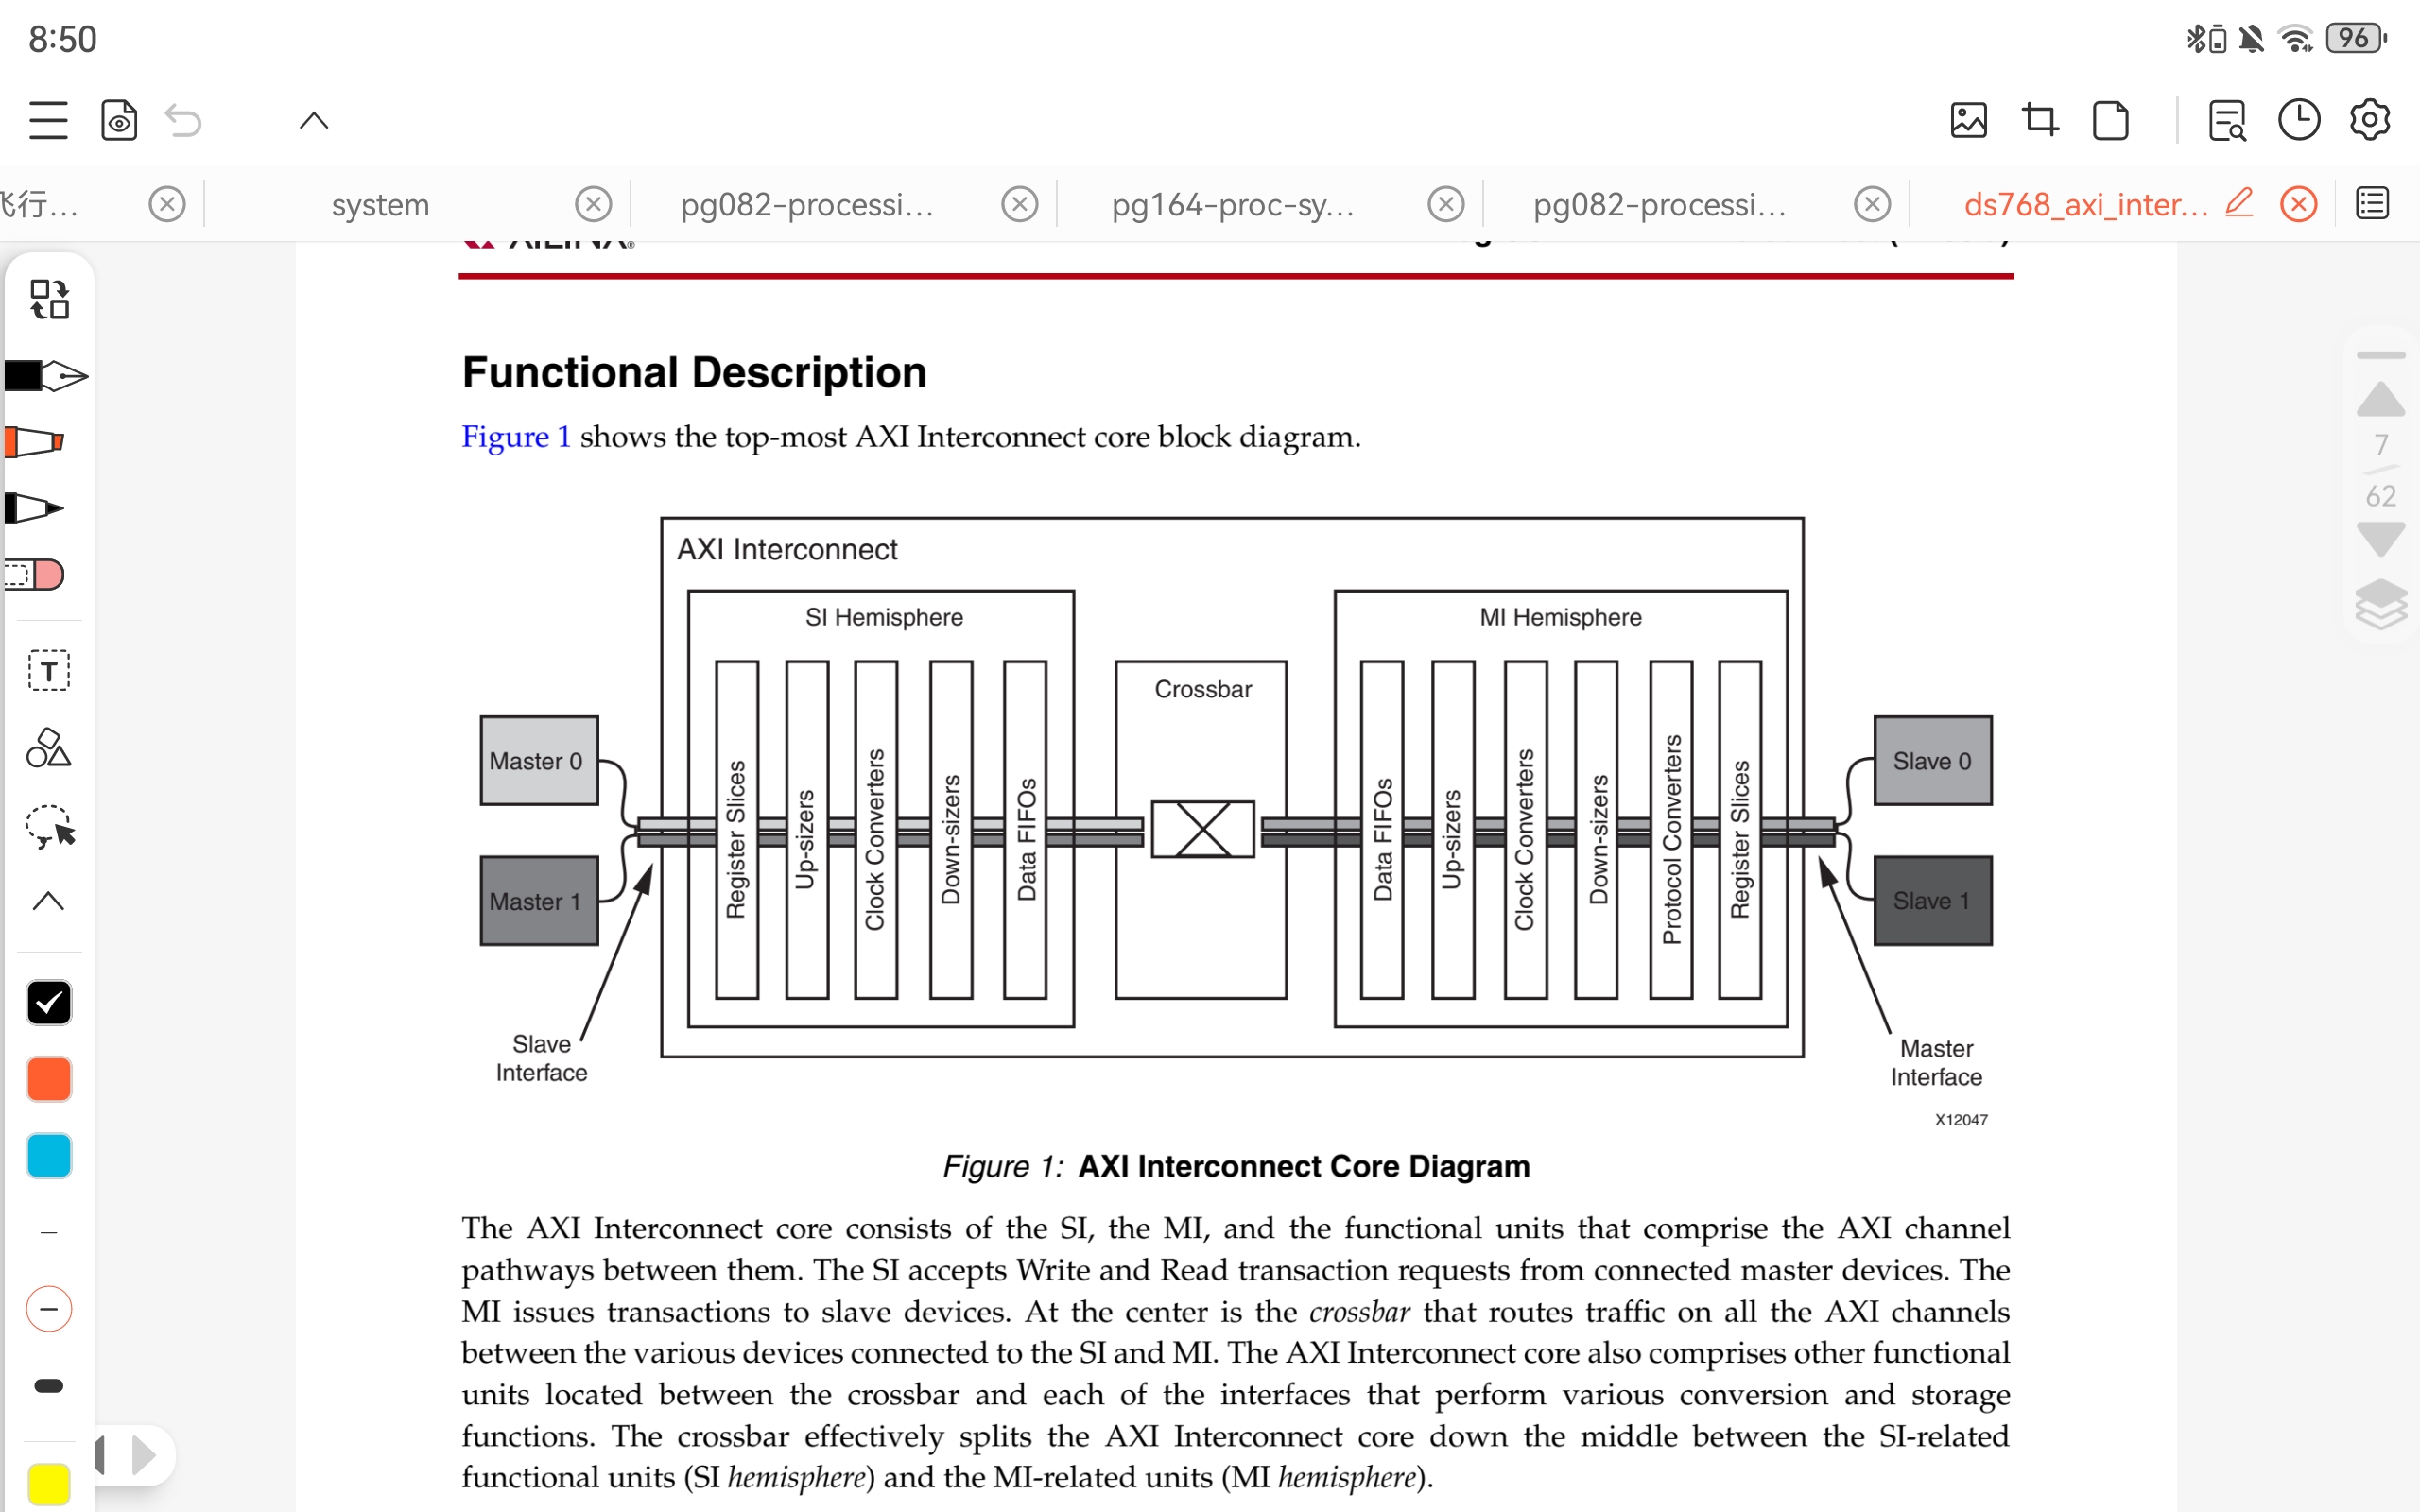 8:50
96
飞行...
system
pg082-processi...
pg164-proc-sy...
pg082-processi...
ds768_axi_inter...
7
62
Functional Description
Figure 1 shows the top-most AXI Interconnect core block diagram.
AXI Interconnect
SI Hemisphere
MI Hemisphere
Crossbar
Master 0
Master 1
Register Slices
Up-sizers
Clock Converters
Down-sizers
Data FIFOs
Data FIFOs
Up-sizers
Clock Converters
Down-sizers
Protocol Converters
Register Slices
Slave 0
Slave 1
Slave
Interface
Master
Interface
X12047
Figure 1: AXI Interconnect Core Diagram
The AXI Interconnect core consists of the SI, the MI, and the functional units that comprise the AXI channel
pathways between them. The SI accepts Write and Read transaction requests from connected master devices. The
MI issues transactions to slave devices. At the center is the crossbar that routes traffic on all the AXI channels
between the various devices connected to the SI and MI. The AXI Interconnect core also comprises other functional
units located between the crossbar and each of the interfaces that perform various conversion and storage
functions. The crossbar effectively splits the AXI Interconnect core down the middle between the SI-related
functional units (SI hemisphere) and the MI-related units (MI hemisphere).